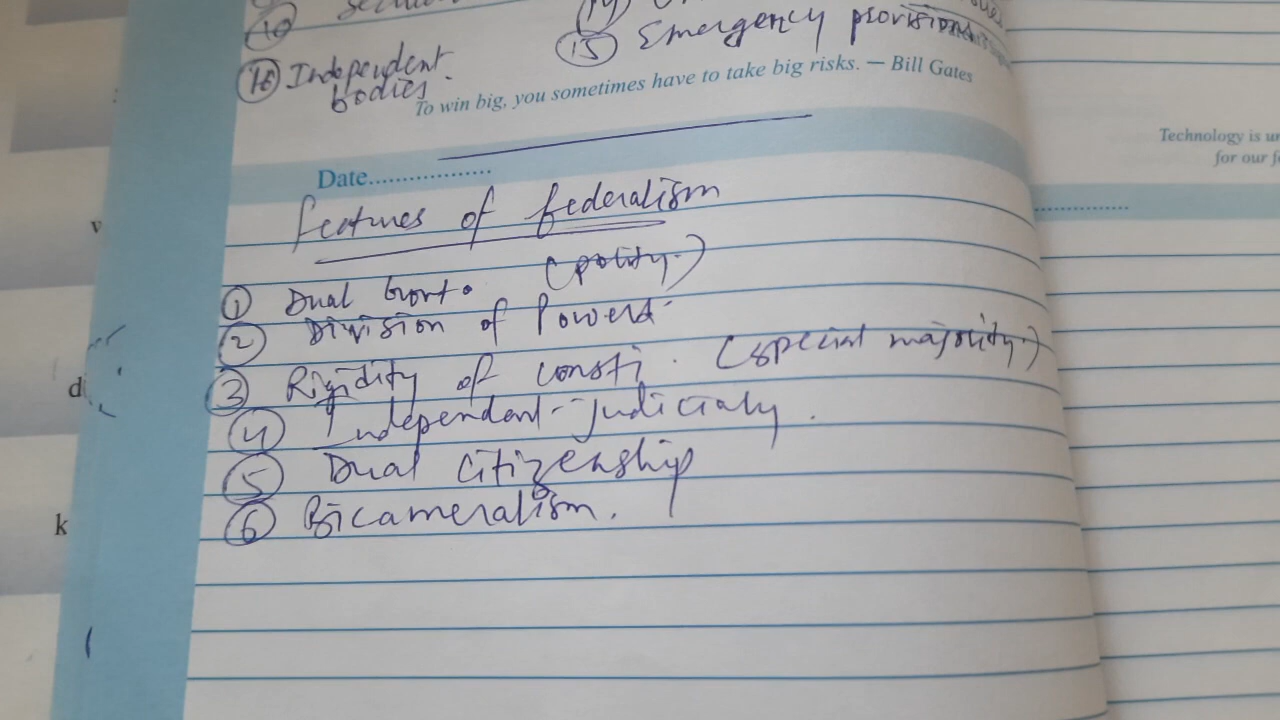 10
15 Emergency provisions
16 Independent
bodies.
To win big, you sometimes have to take big risks. — Bill Gates
Date..................
Features of federalism
(polity.)
1 Dual Govt.
2 Division of Powers
3 Rigidity of consti. (special majority.)
4 Independent judiciary.
5 Dual citizenship
6 Bicameralism.
Technology is
for our
k